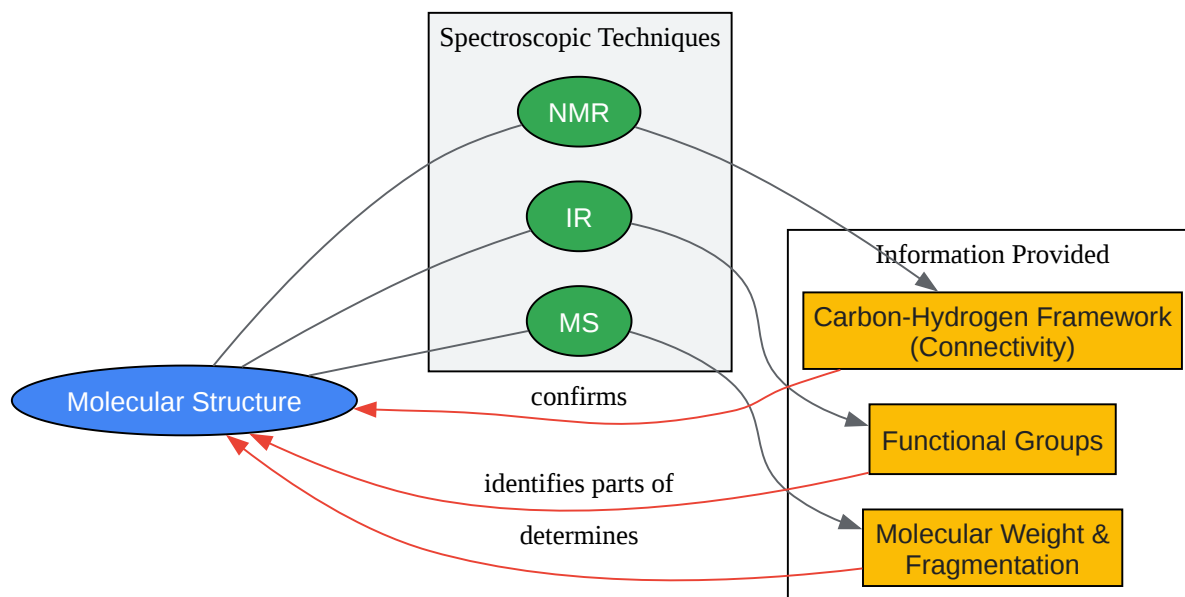 Spectroscopic Techniques
NMR
IR
MS
Information Provided
Carbon-Hydrogen Framework
(Connectivity)
Molecular Structure
confirms
Functional Groups
identifies parts of
determines
Molecular Weight &
Fragmentation